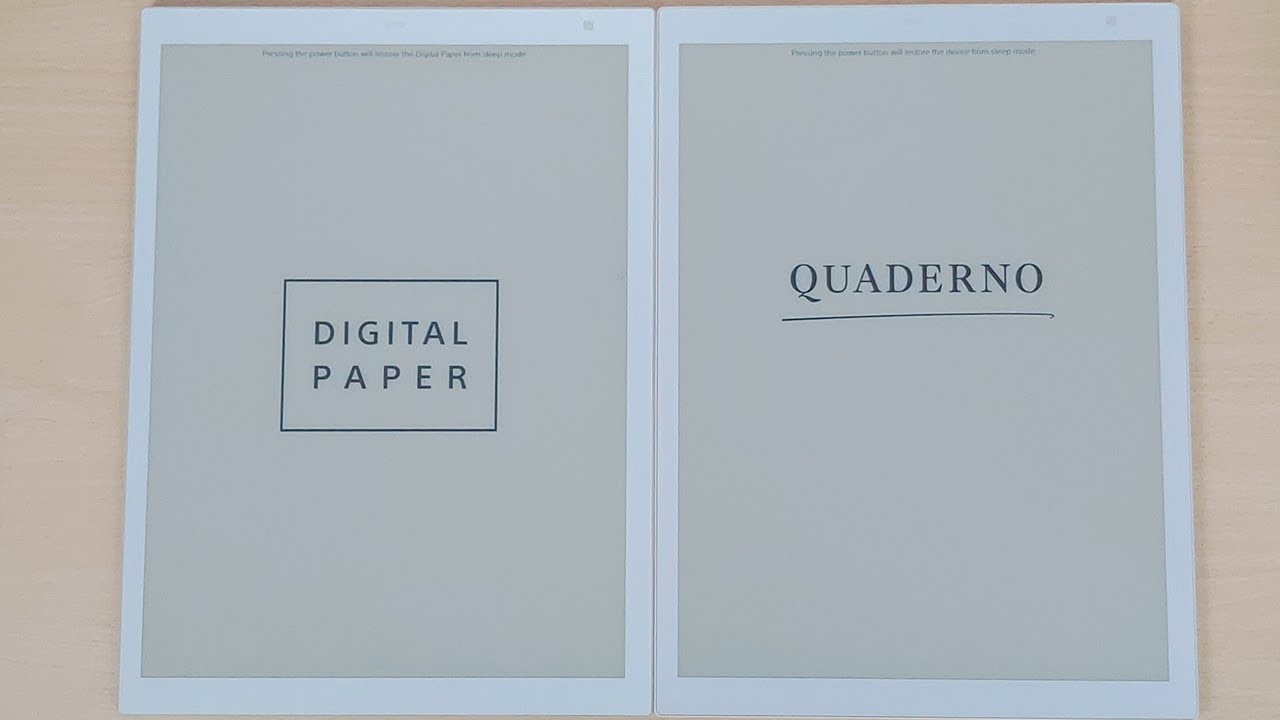 Pressing the power button will restore the Digital Paper from sleep mode.
DIGITAL
PAPER
Pressing the power button will restore the device from sleep mode.
QUADERNO